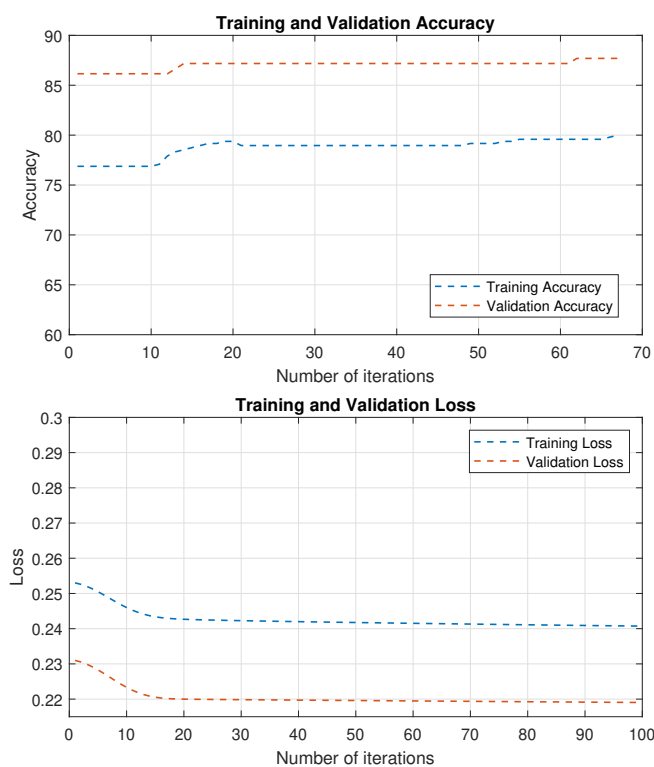 Training and Validation Accuracy
90
85
80
75
70
65
60
Accuracy
Training Accuracy
Validation Accuracy
0 10 20 30 40 50 60 70
Number of iterations
Training and Validation Loss
0.3
0.29
0.28
0.27
0.26
0.25
0.24
0.23
0.22
Loss
Training Loss
Validation Loss
0 10 20 30 40 50 60 70 80 90 100
Number of iterations